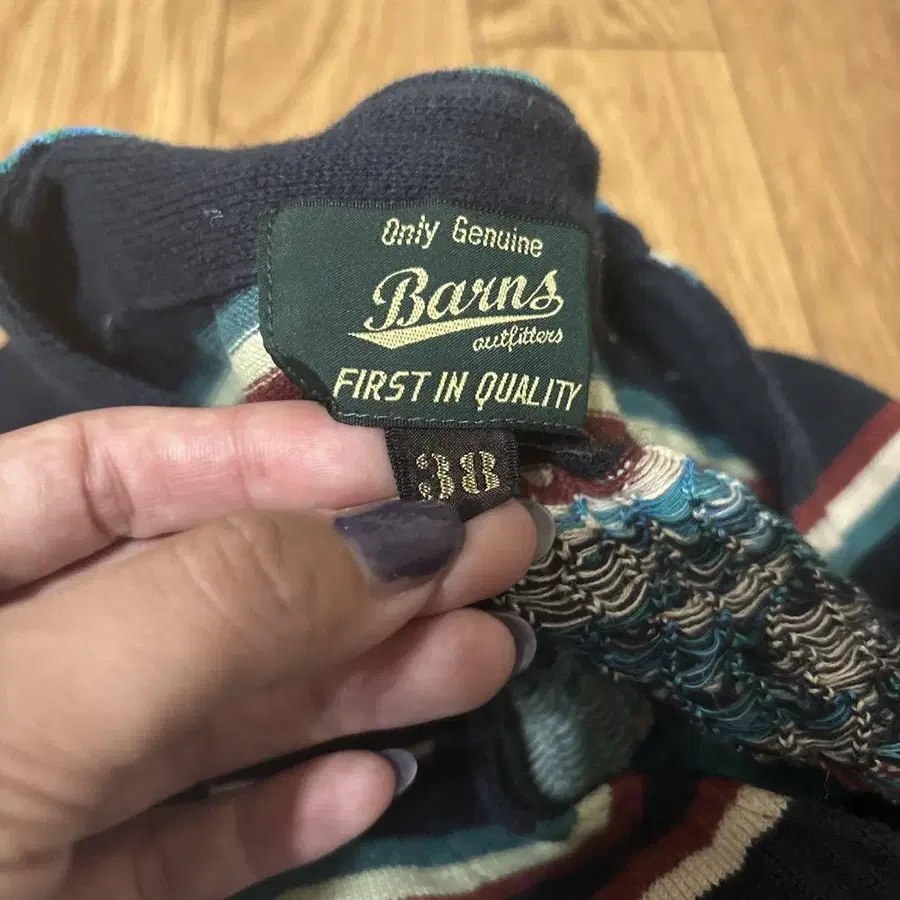 Only Genuine
Barns
outfitters
FIRST IN QUALITY
38